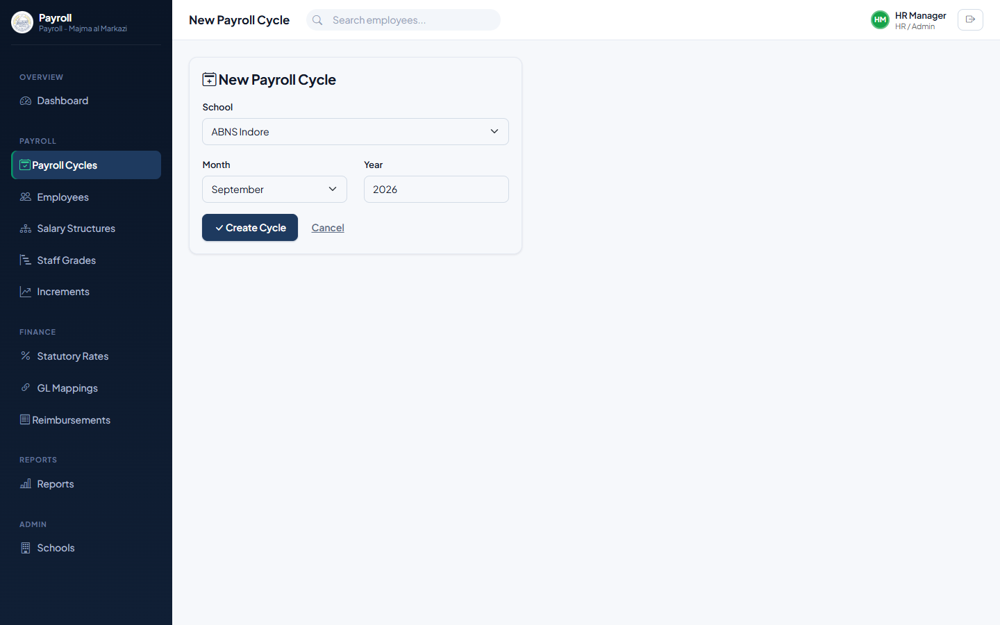 Payroll
Payroll - Majma al Markazi
New Payroll Cycle
Search employees...
HM
HR Manager
HR / Admin
OVERVIEW
Dashboard
PAYROLL
Payroll Cycles
Employees
Salary Structures
Staff Grades
Increments
FINANCE
Statutory Rates
GL Mappings
Reimbursements
REPORTS
Reports
ADMIN
Schools
New Payroll Cycle
School
ABNS Indore
Month
Year
September
2026
Create Cycle
Cancel